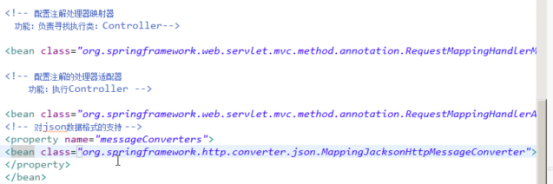 <!-- 配置注解处理器映射器
功能：负责寻找执行类：Controller-->
<bean class="org.springframework.web.servlet.mvc.method.annotation.RequestMappingHandlerM
<!-- 配置注解的处理器适配器
功能：执行Controller -->
<bean class="org.springframework.web.servlet.mvc.method.annotation.RequestMappingHandlerA
<!-- 对json数据格式的支持 -->
<property name="messageConverters">
<bean class="org.springframework.http.converter.json.MappingJacksonHttpMessageConverter">
</property>
</bean>